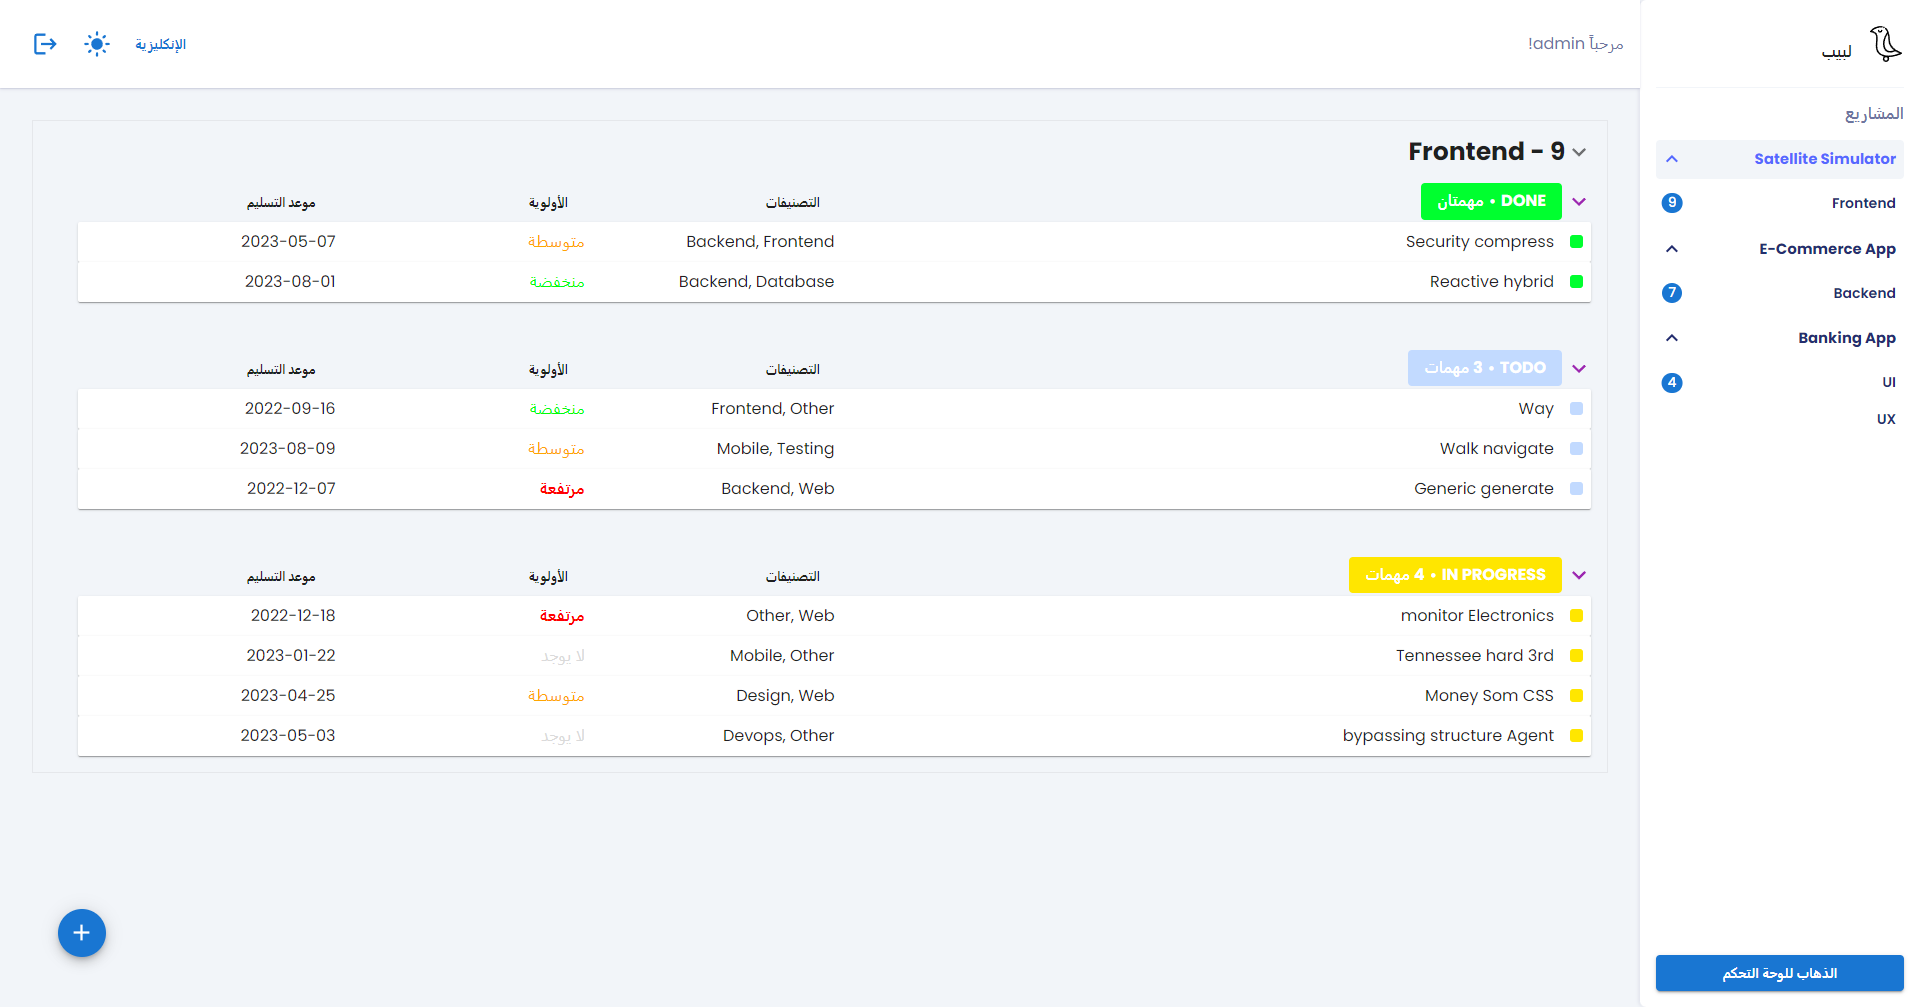 لبيب
مرحباً admin!
الإنكليزية
المشاريع
Satellite Simulator
Frontend
9
E-Commerce App
Backend
7
Banking App
UI
4
UX
الذهاب للوحة التحكم
Frontend - 9
DONE • مهمتان
التصنيفات
الأولوية
موعد التسليم
Security compress
Backend, Frontend
متوسطة
2023-05-07
Reactive hybrid
Backend, Database
منخفضة
2023-08-01
TODO • 3 مهمات
التصنيفات
الأولوية
موعد التسليم
Way
Frontend, Other
منخفضة
2022-09-16
Walk navigate
Mobile, Testing
متوسطة
2023-08-09
Generic generate
Backend, Web
مرتفعة
2022-12-07
IN PROGRESS • 4 مهمات
التصنيفات
الأولوية
موعد التسليم
monitor Electronics
Other, Web
مرتفعة
2022-12-18
Tennessee hard 3rd
Mobile, Other
لا يوجد
2023-01-22
Money Som CSS
Design, Web
متوسطة
2023-04-25
bypassing structure Agent
Devops, Other
لا يوجد
2023-05-03